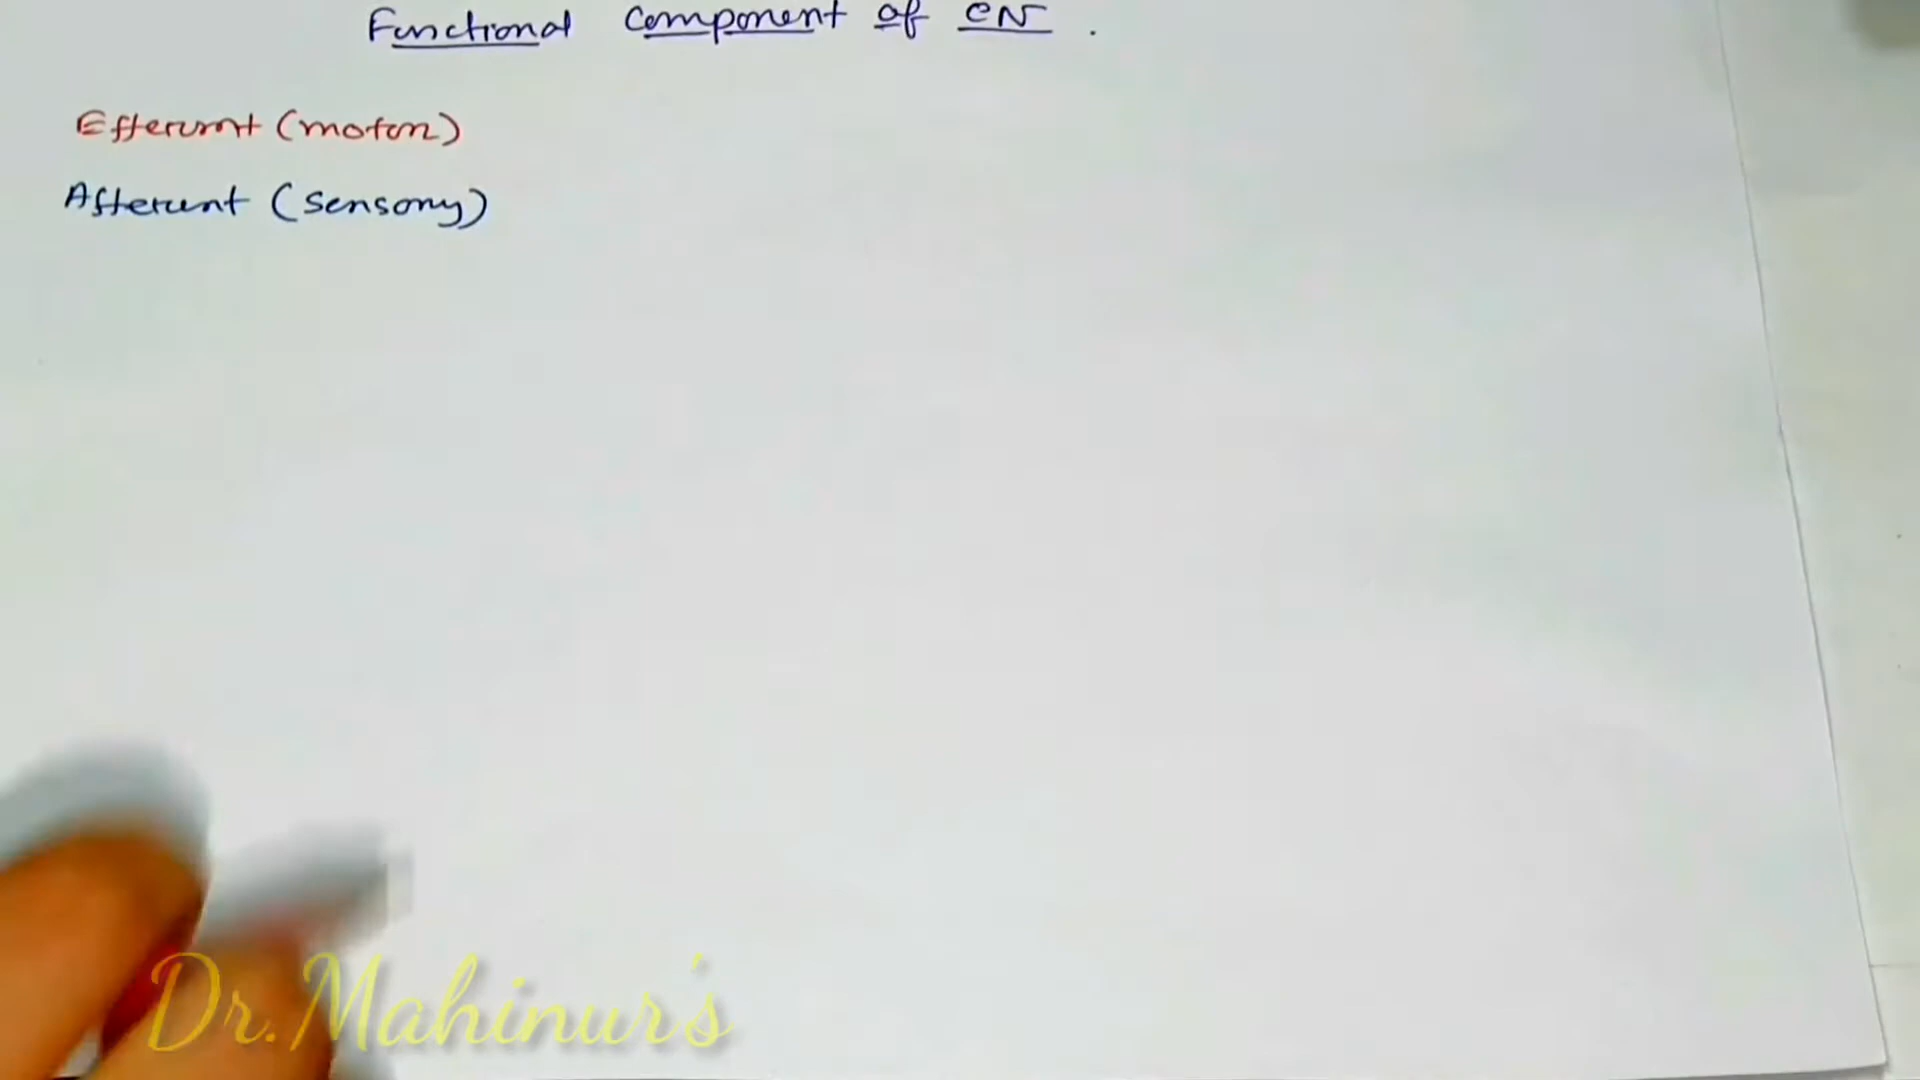 Functional component of CN.
Efferent (motor)
Afferent (sensory)
Dr.Mahinur's